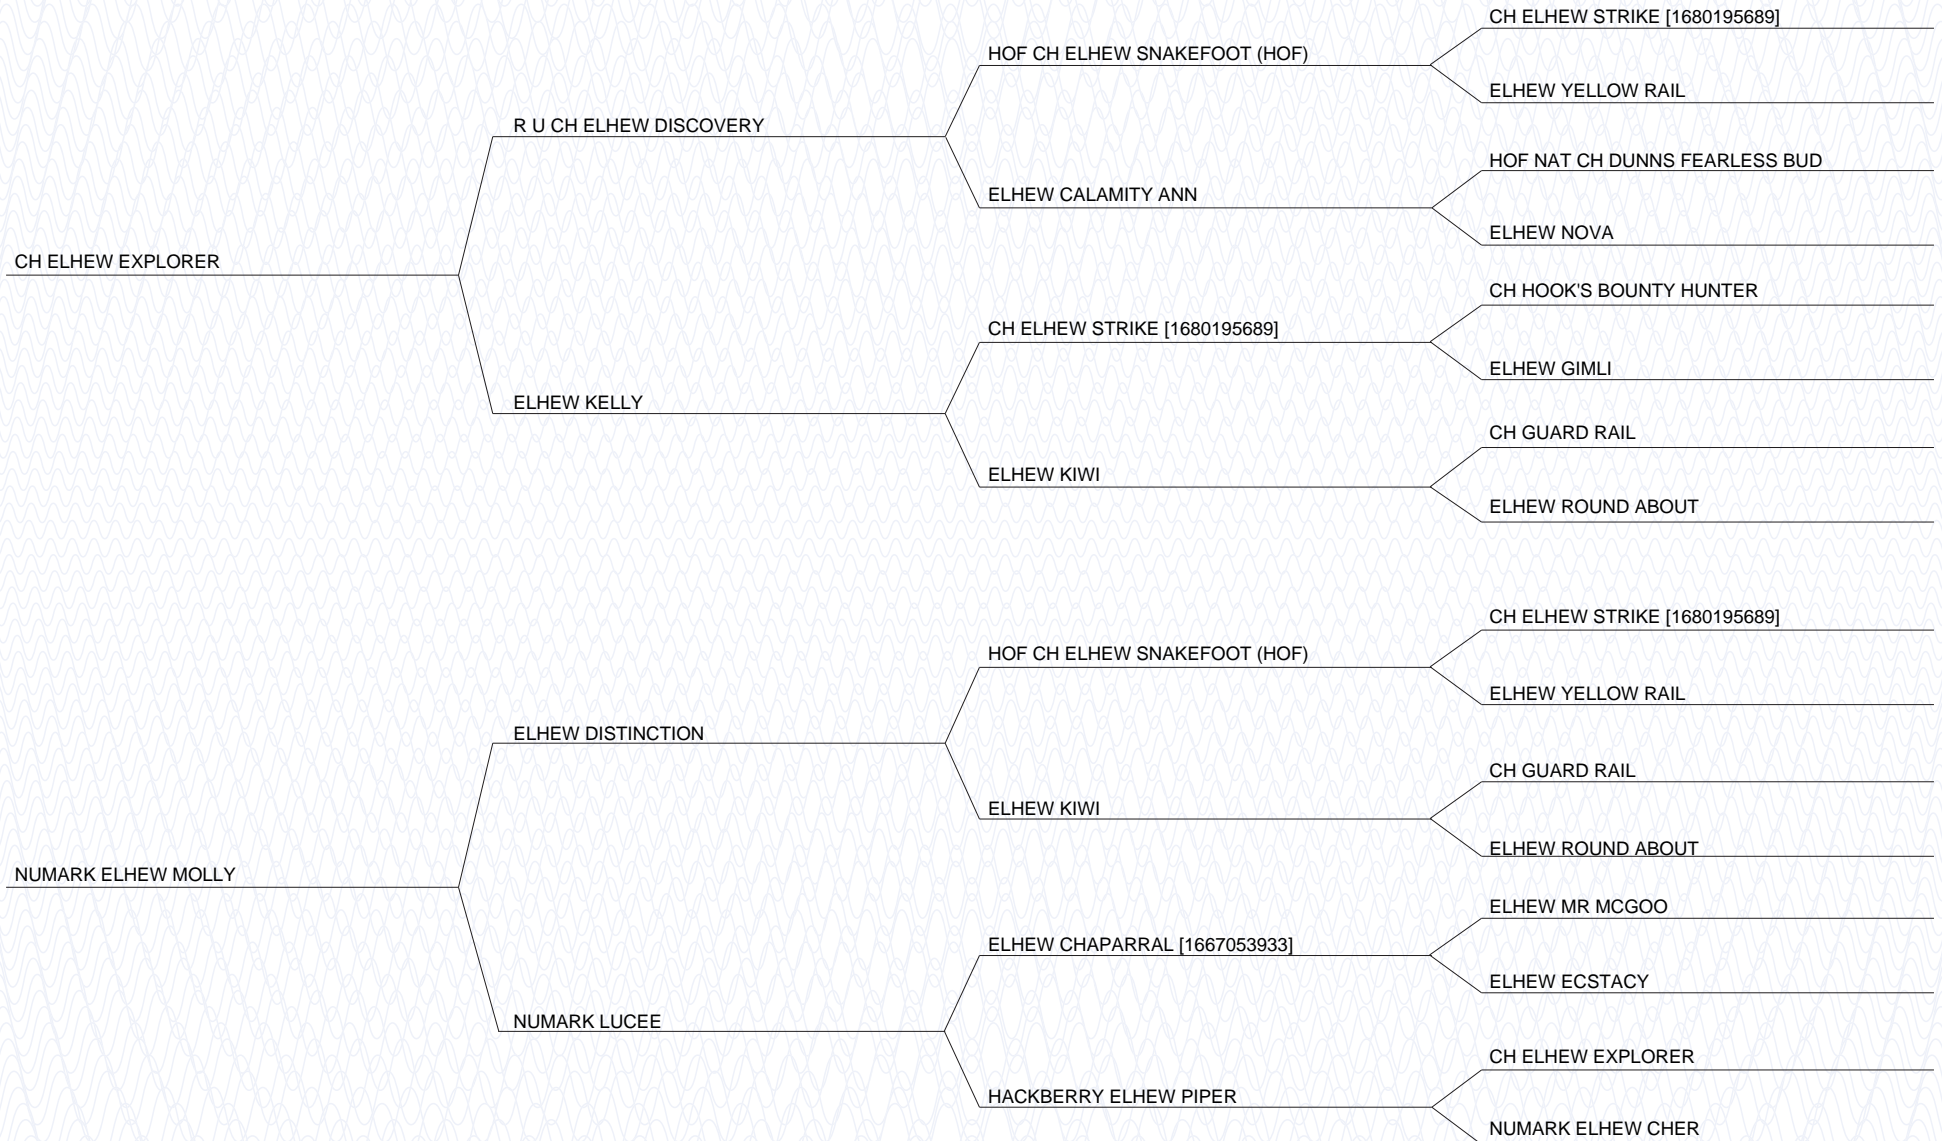 CH ELHEW STRIKE [1680195689]
HOF CH ELHEW SNAKEFOOT (HOF)
ELHEW YELLOW RAIL
R U CH ELHEW DISCOVERY
HOF NAT CH DUNNS FEARLESS BUD
ELHEW CALAMITY ANN
ELHEW NOVA
CH ELHEW EXPLORER
CH HOOK'S BOUNTY HUNTER
CH ELHEW STRIKE [1680195689]
ELHEW GIMLI
ELHEW KELLY
CH GUARD RAIL
ELHEW KIWI
ELHEW ROUND ABOUT
CH ELHEW STRIKE [1680195689]
HOF CH ELHEW SNAKEFOOT (HOF)
ELHEW YELLOW RAIL
ELHEW DISTINCTION
CH GUARD RAIL
ELHEW KIWI
ELHEW ROUND ABOUT
NUMARK ELHEW MOLLY
ELHEW MR MCGOO
ELHEW CHAPARRAL [1667053933]
ELHEW ECSTACY
NUMARK LUCEE
CH ELHEW EXPLORER
HACKBERRY ELHEW PIPER
NUMARK ELHEW CHER